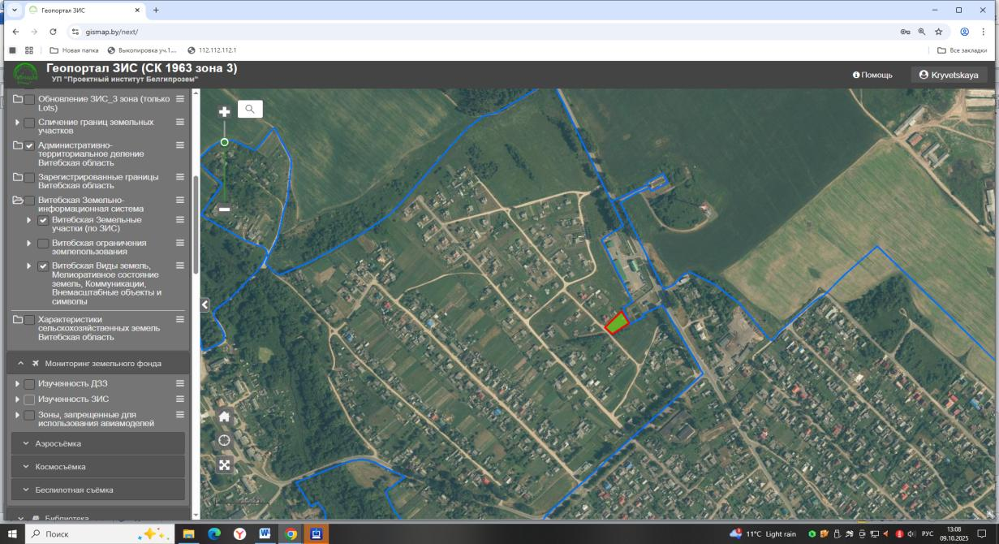 Геопортал ЗИС
gismap.by/next/
Новая папка
Выкопировка уч.1...
112.112.112.1
Все закладки
Геопортал ЗИС (СК 1963 зона 3)
УП "Проектный институт Белгипрозем"
Помощь
Kryvetskaya
Обновление ЗИС_3 зона (только
Lots)
Сличение границ земельных
участков
Административно-
территориальное деление
Витебская область
Зарегистрированные границы
Витебская область
Витебская Земельно-
информационная система
Витебская Земельные
участки (по ЗИС)
Витебская ограничения
землепользования
Витебская Виды земель,
Мелиоративное состояние
земель, Коммуникации,
Внемасштабные объекты и
символы
Характеристики
сельскохозяйственных земель
Витебская область
Мониторинг земельного фонда
Изученность ДЗЗ
Изученность ЗИС
Зоны, запрещенные для
использования авиамоделей
Аэросъёмка
Космосъёмка
Беспилотная съёмка
Библиотека
Поиск
11°C Light rain
РУС
13:08
09.10.2025